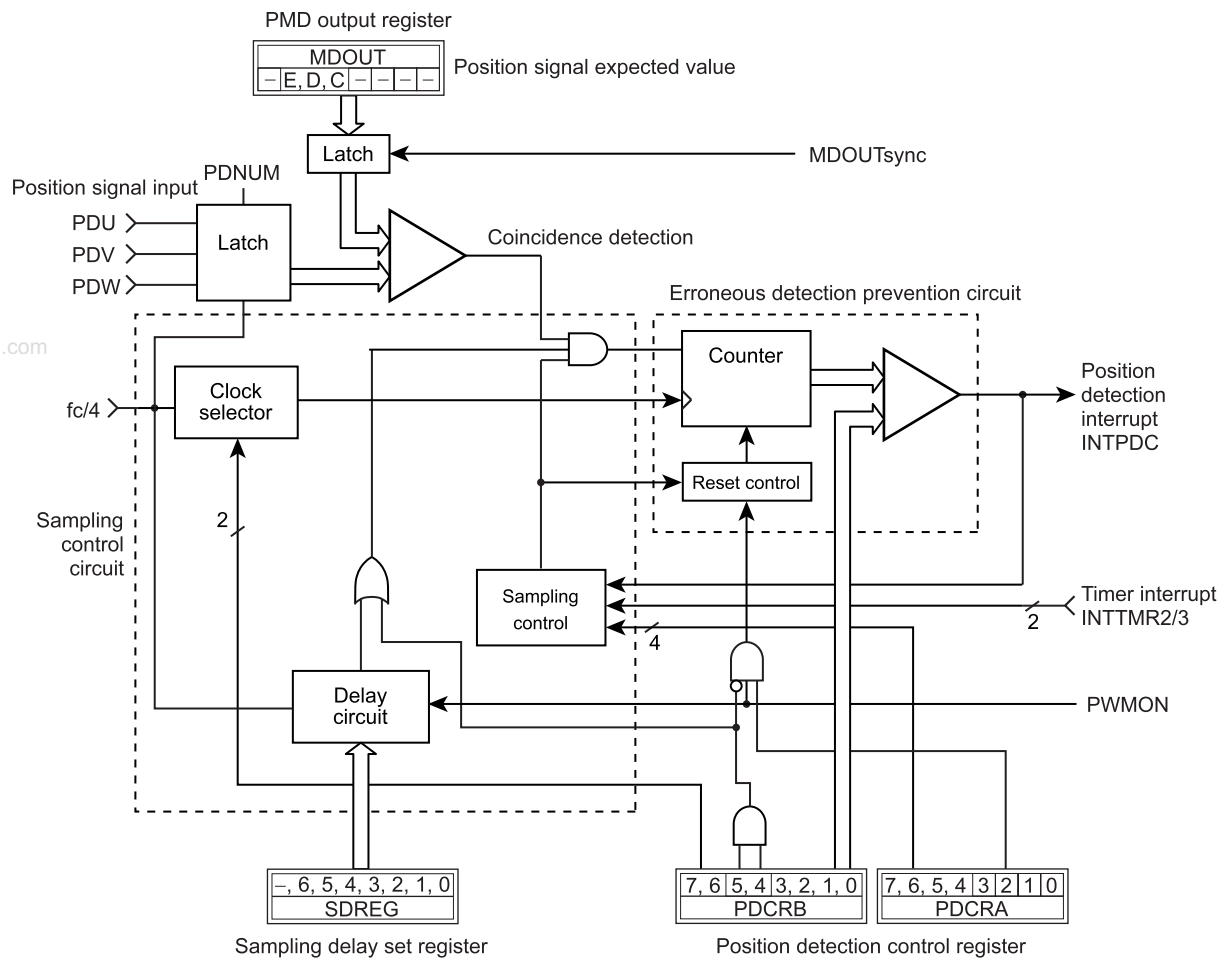 PMD output register
MDOUT
– E, D, C – – – –
Position signal expected value
Latch
MDOUTsync
PDNUM
Position signal input
PDU
PDV
PDW
Latch
Coincidence detection
Erroneous detection prevention circuit
.com
Counter
Clock
selector
fc/4
Position
detection
interrupt
INTPDC
Reset control
2
Sampling
control
circuit
Sampling
control
Timer interrupt
INTTMR2/3
2
4
Delay
circuit
PWMON
–, 6, 5, 4, 3, 2, 1, 0
SDREG
7, 6 5, 4 3, 2, 1, 0
PDCRB
7, 6, 5, 4 3 2 1 0
PDCRA
Sampling delay set register
Position detection control register